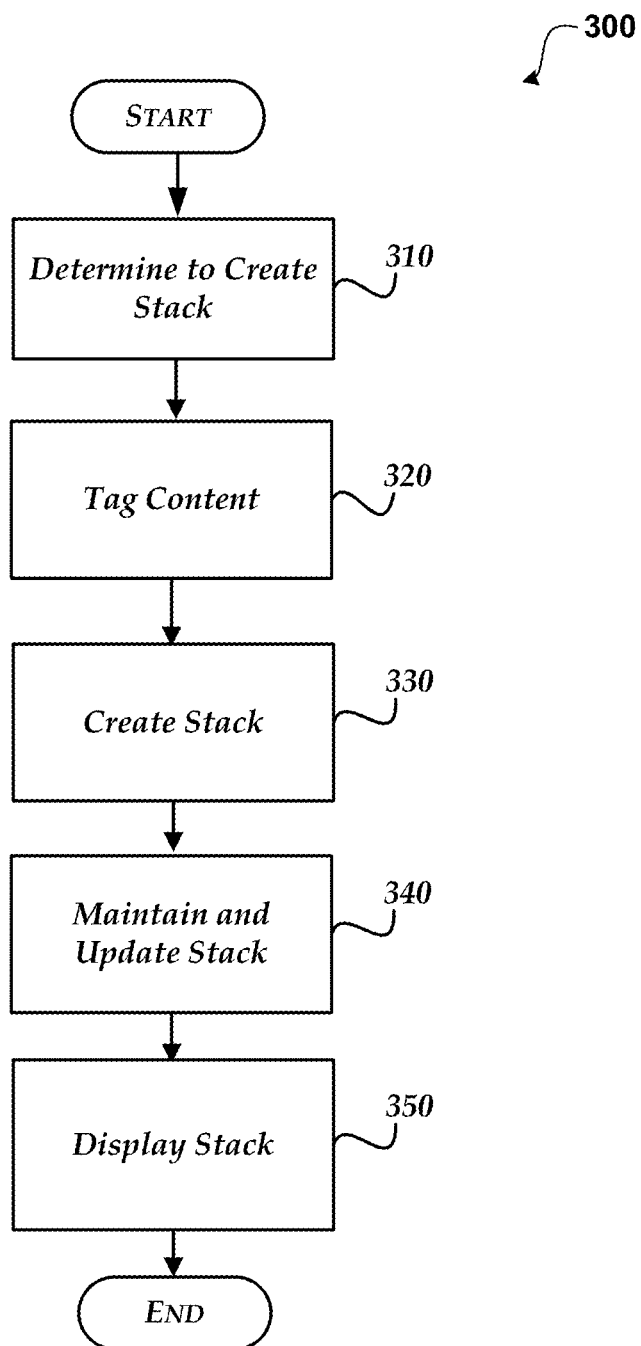 300
START
Determine to Create
Stack
310
Tag Content
320
Create Stack
330
Maintain and
Update Stack
340
Display Stack
350
END